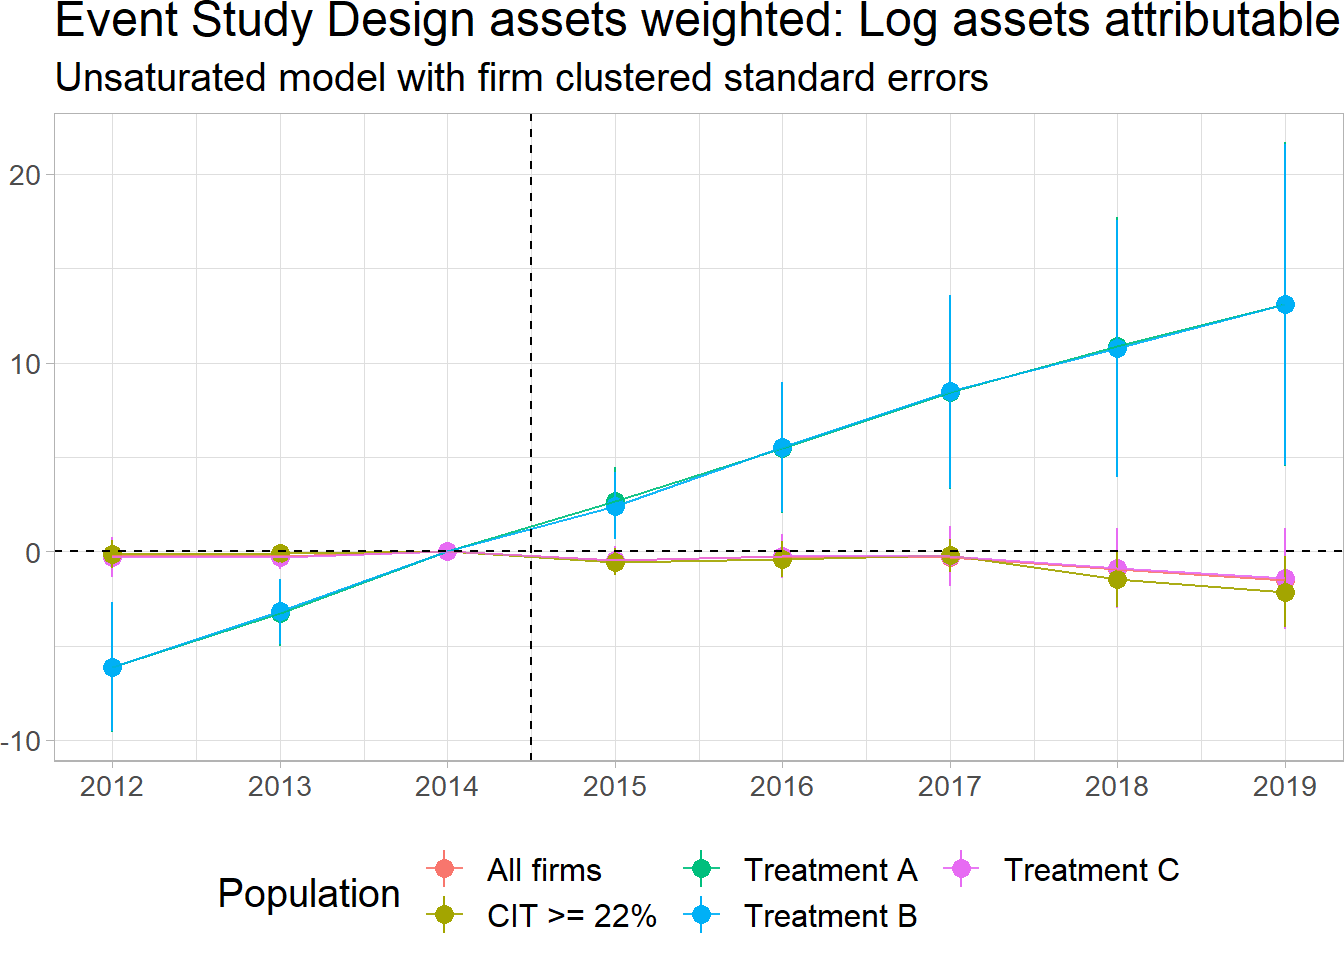 Event Study Design assets weighted: Log assets attributable
Unsaturated model with firm clustered standard errors
20
10
0
-10
2012 2013 2014 2015 2016 2017 2018 2019
Population
All firms Treatment A Treatment C
CIT >= 22% Treatment B